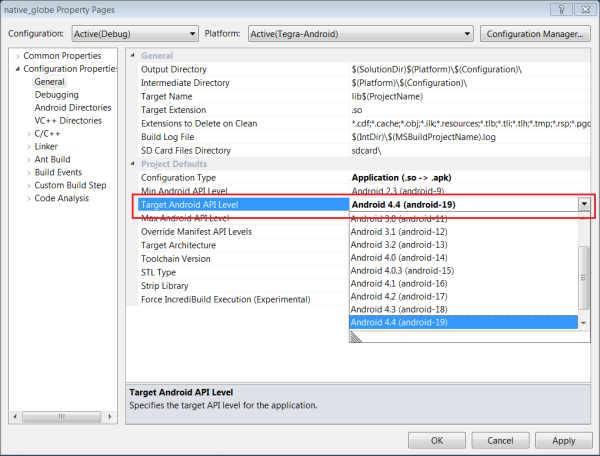 native_globe Property Pages
Configuration: Active(Debug) Platform: Active(Tegra-Android) Configuration Manager...
Common Properties
Configuration Propertie
General
Debugging
Android Directories
VC++ Directories
C/C++
Linker
Ant Build
Build Events
Custom Build Step
Code Analysis
General
Output Directory $(SolutionDir)$(Platform)\$(Configuration)\
Intermediate Directory $(Platform)\$(Configuration)\
Target Name lib$(ProjectName)
Target Extension .so
Extensions to Delete on Clean *.cdf;*.cache;*.obj;*.ilk;*.resources;*.tlb;*.tli;*.tlh;*.tmp;*.rsp;*.pgc
Build Log File $(IntDir)\$(MSBuildProjectName).log
SD Card Files Directory sdcard\
Project Defaults
Configuration Type Application (.so -> .apk)
Min Android API Level Android 2.3 (android-9)
Target Android API Level Android 4.4 (android-19)
Max Android API Level Android 3.0 (android-11)
Override Manifest API Levels Android 3.1 (android-12)
Target Architecture Android 3.2 (android-13)
Toolchain Version Android 4.0 (android-14)
STL Type Android 4.0.3 (android-15)
Strip Library Android 4.1 (android-16)
Force IncrediBuild Execution (Experimental) Android 4.2 (android-17)
Android 4.3 (android-18)
Android 4.4 (android-19)
Target Android API Level
Specifies the target API level for the application.
OK Cancel Apply